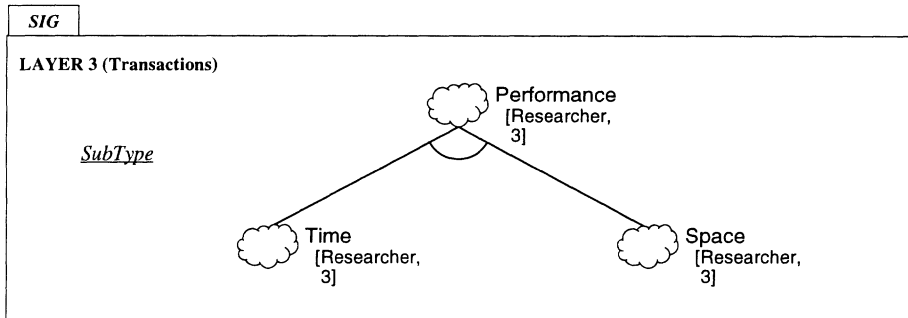 SIG
LAYER 3 (Transactions)
Performance
[Researcher,
3]
SubType
Time
[Researcher,
3]
Space
[Researcher,
3]